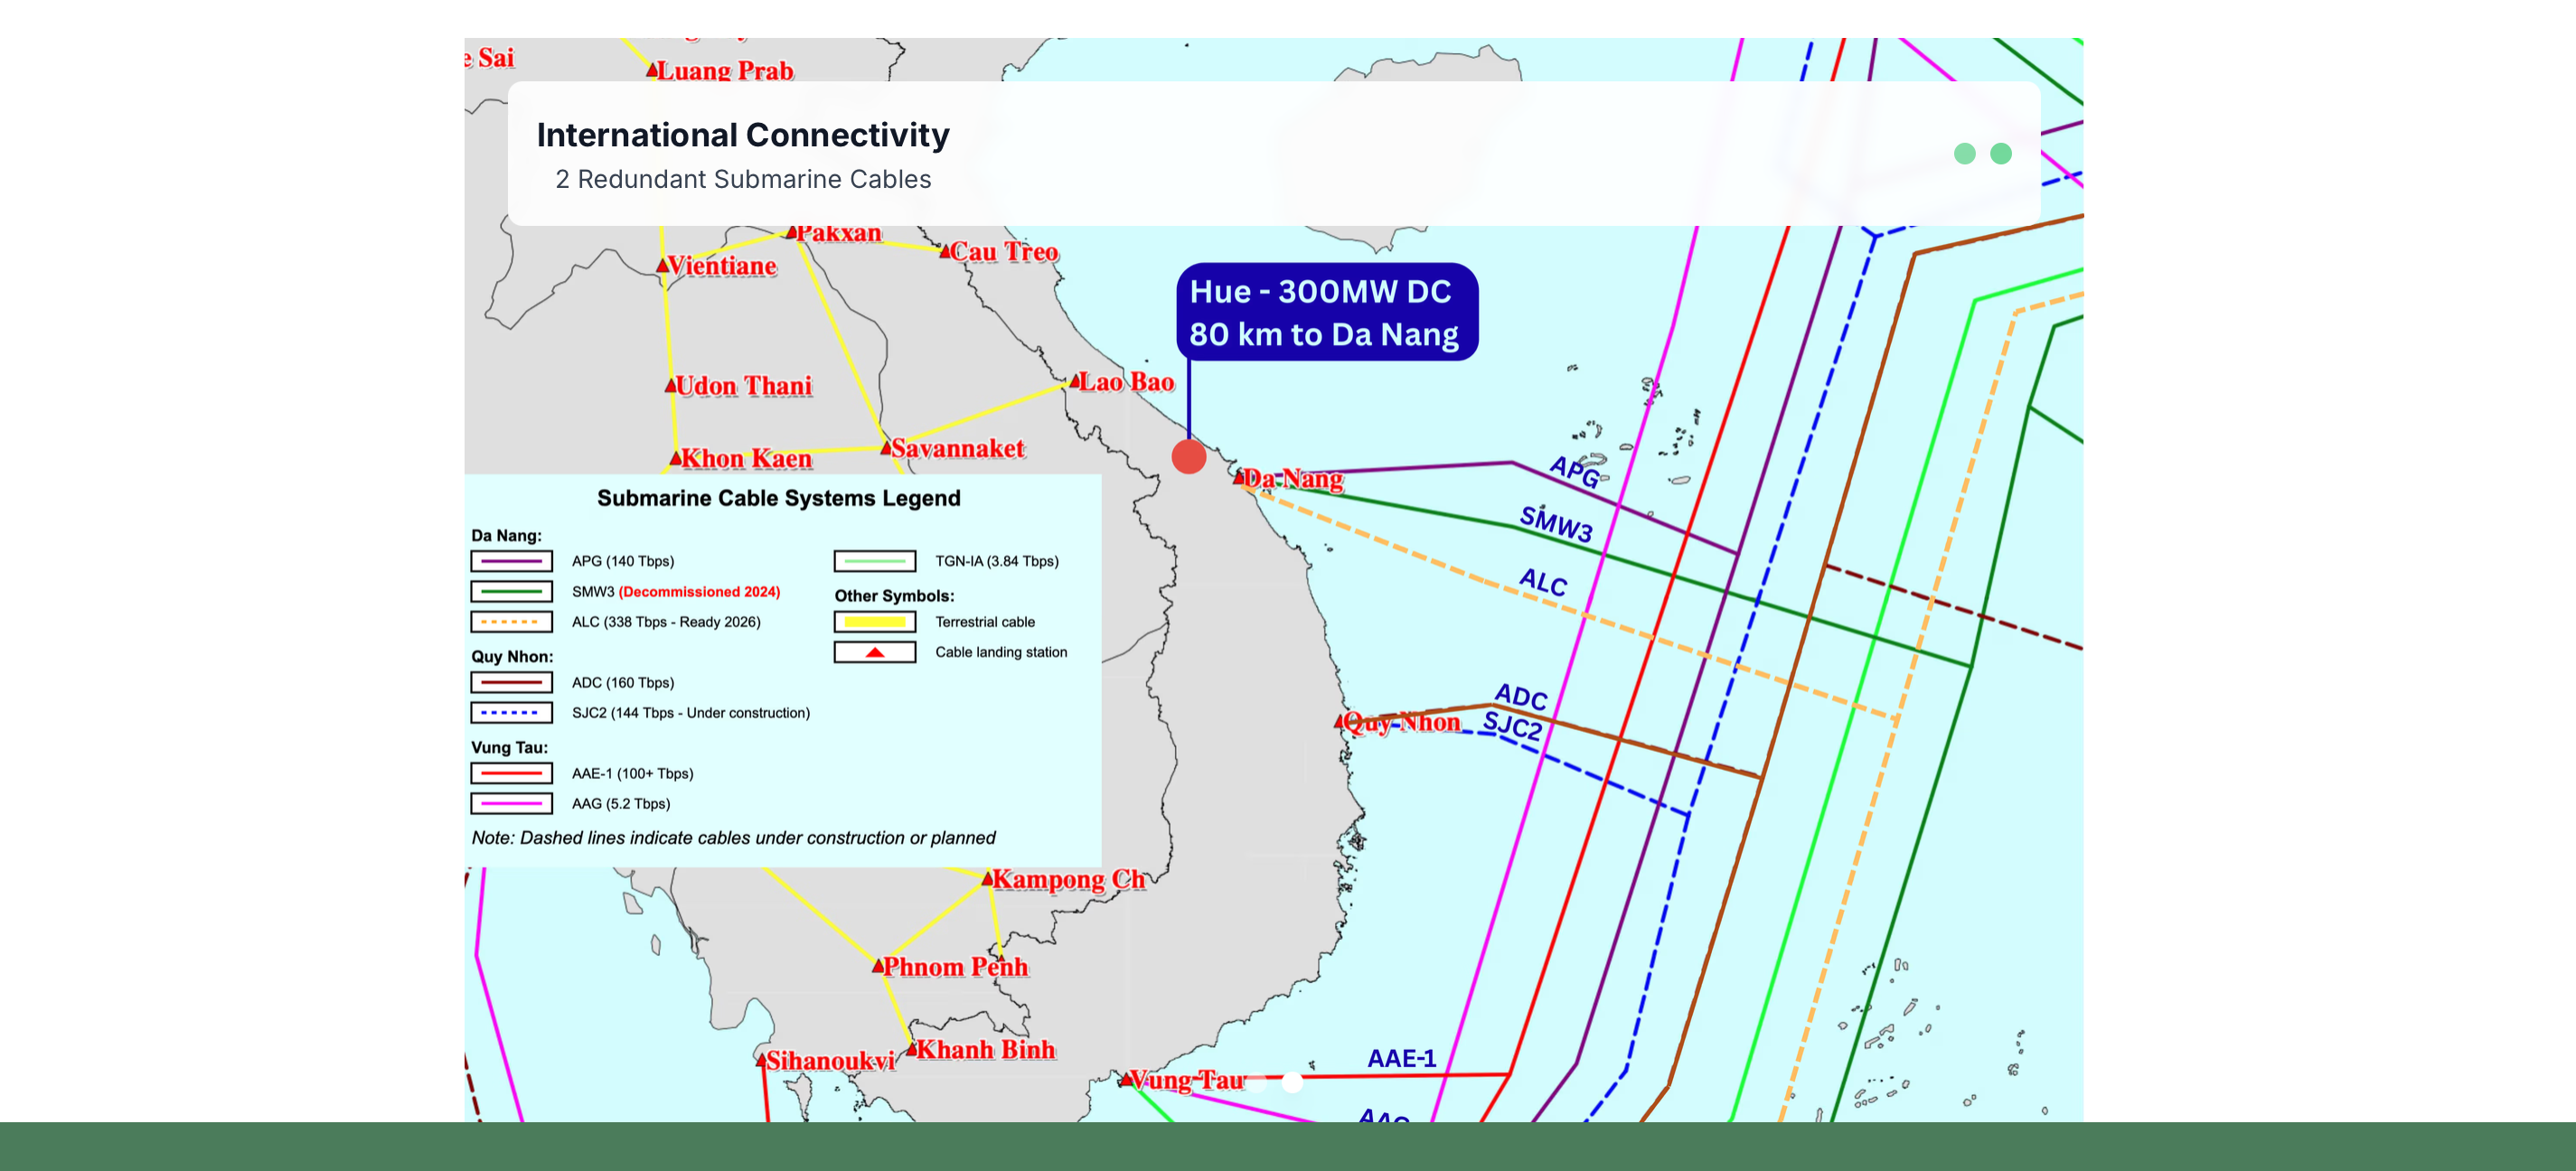 e Sai
Luang Prab
International Connectivity
2 Redundant Submarine Cables
Pakxan
Cau Treo
Vientiane
Hue - 300MW DC
80 km to Da Nang
Udon Thani
Lao Bao
Khon Kaen
Savannaket
Da Nang
APG
SMW3
ALC
ADC
SJC2
Quy Nhon
Submarine Cable Systems Legend
Da Nang:
APG (140 Tbps)
SMW3 (Decommissioned 2024)
ALC (338 Tbps - Ready 2026)
Quy Nhon:
ADC (160 Tbps)
SJC2 (144 Tbps - Under construction)
Vung Tau:
AAE-1 (100+ Tbps)
AAG (5.2 Tbps)
TGN-IA (3.84 Tbps)
Other Symbols:
Terrestrial cable
Cable landing station
Note: Dashed lines indicate cables under construction or planned
Kampong Ch
Phnom Penh
Khanh Binh
Sihanoukvi
Vung Tau
AAE-1
AAG